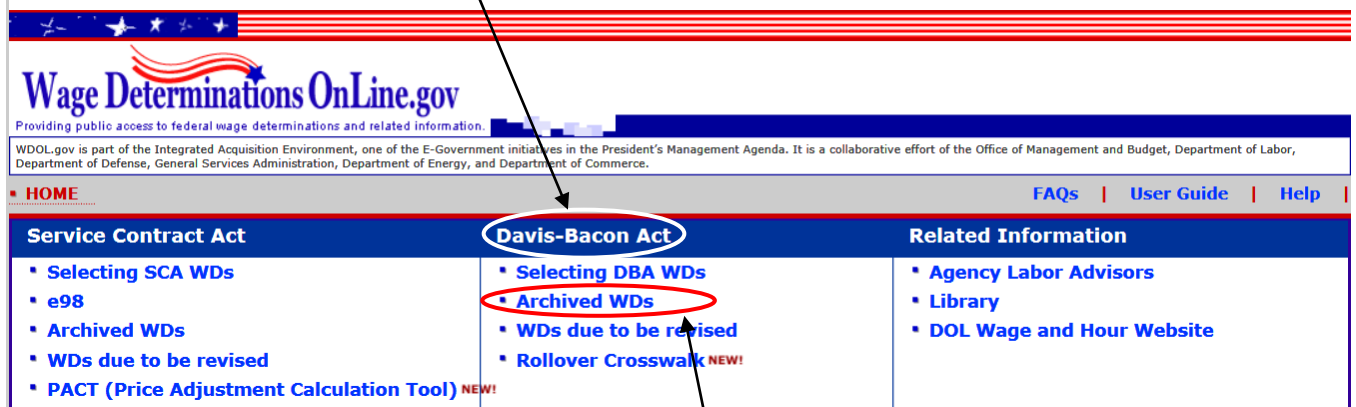 Wage Determinations OnLine.gov
Providing public access to federal wage determinations and related information.
WDOL.gov is part of the Integrated Acquisition Environment, one of the E-Government initiatives in the President's Management Agenda. It is a collaborative effort of the Office of Management and Budget, Department of Labor,
Department of Defense, General Services Administration, Department of Energy, and Department of Commerce.
HOME
FAQs | User Guide | Help |
Service Contract Act
Selecting SCA WDs
e98
Archived WDs
WDs due to be revised
PACT (Price Adjustment Calculation Tool) NEW!
Davis-Bacon Act
Selecting DBA WDs
Archived WDs
WDs due to be revised
Rollover Crosswalk NEW!
Related Information
Agency Labor Advisors
Library
DOL Wage and Hour Website